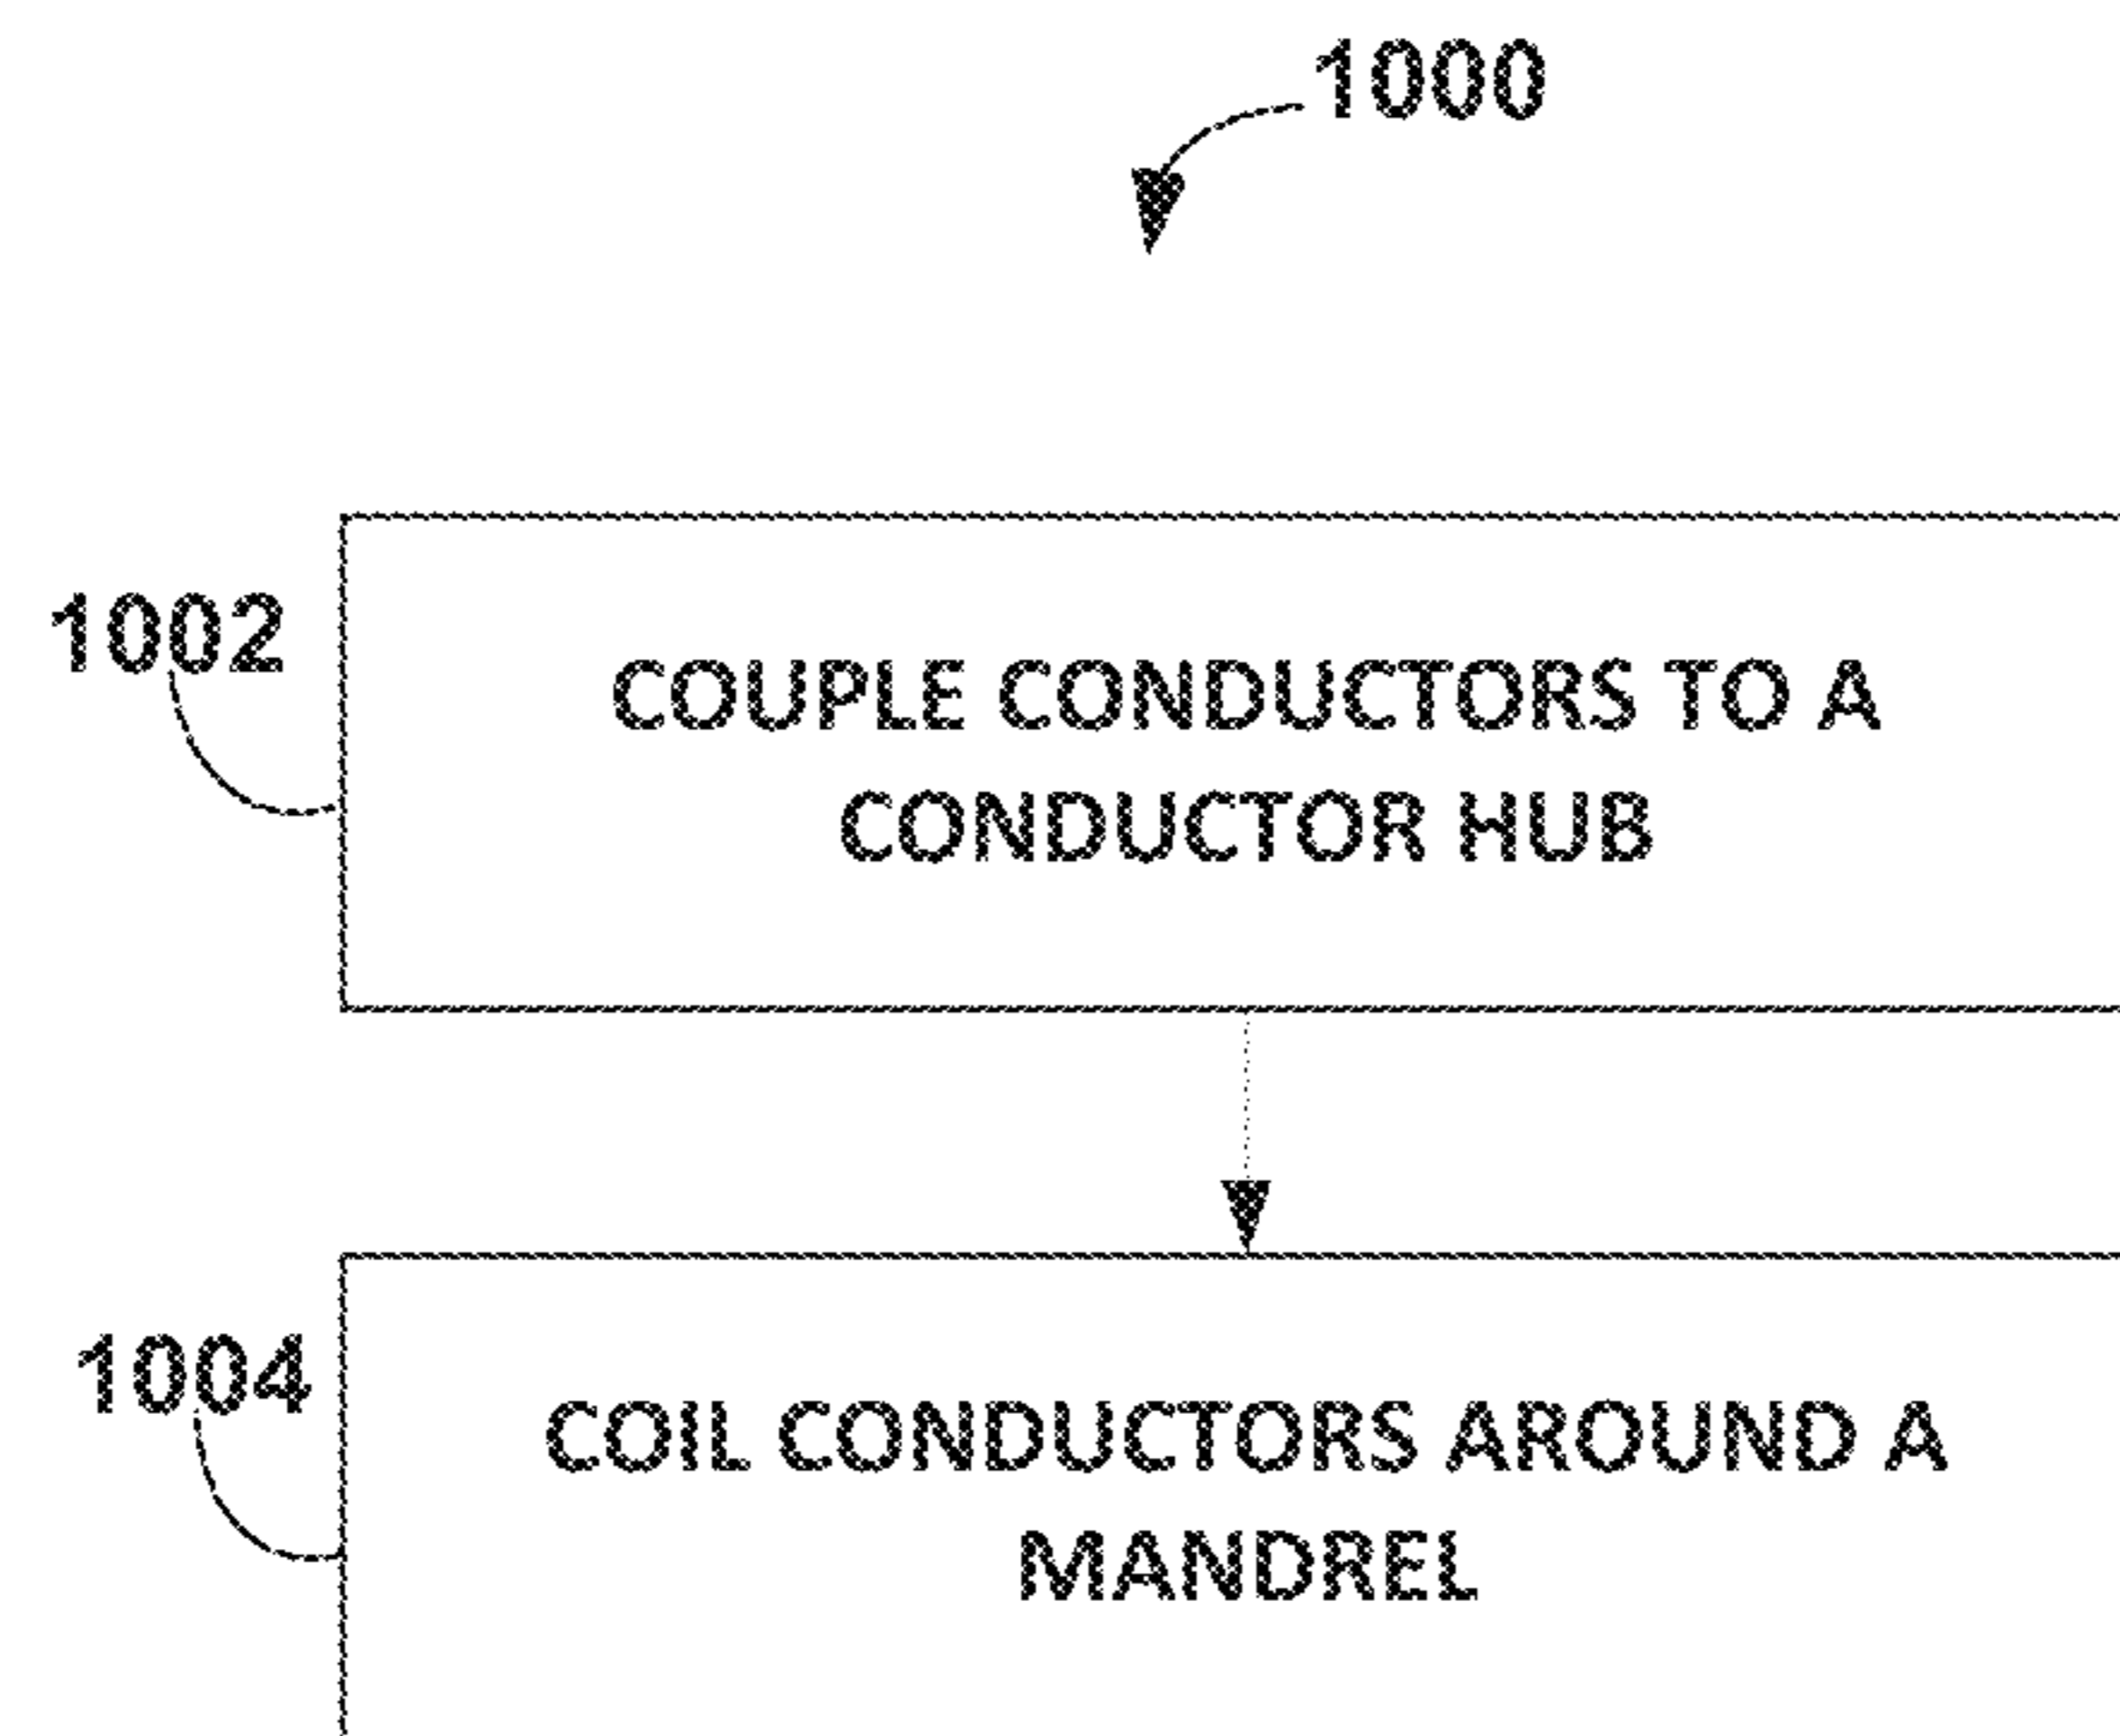 1000
1002
COUPLE CONDUCTORS TO A
CONDUCTOR HUB
1004
COIL CONDUCTORS AROUND A
MANDREL